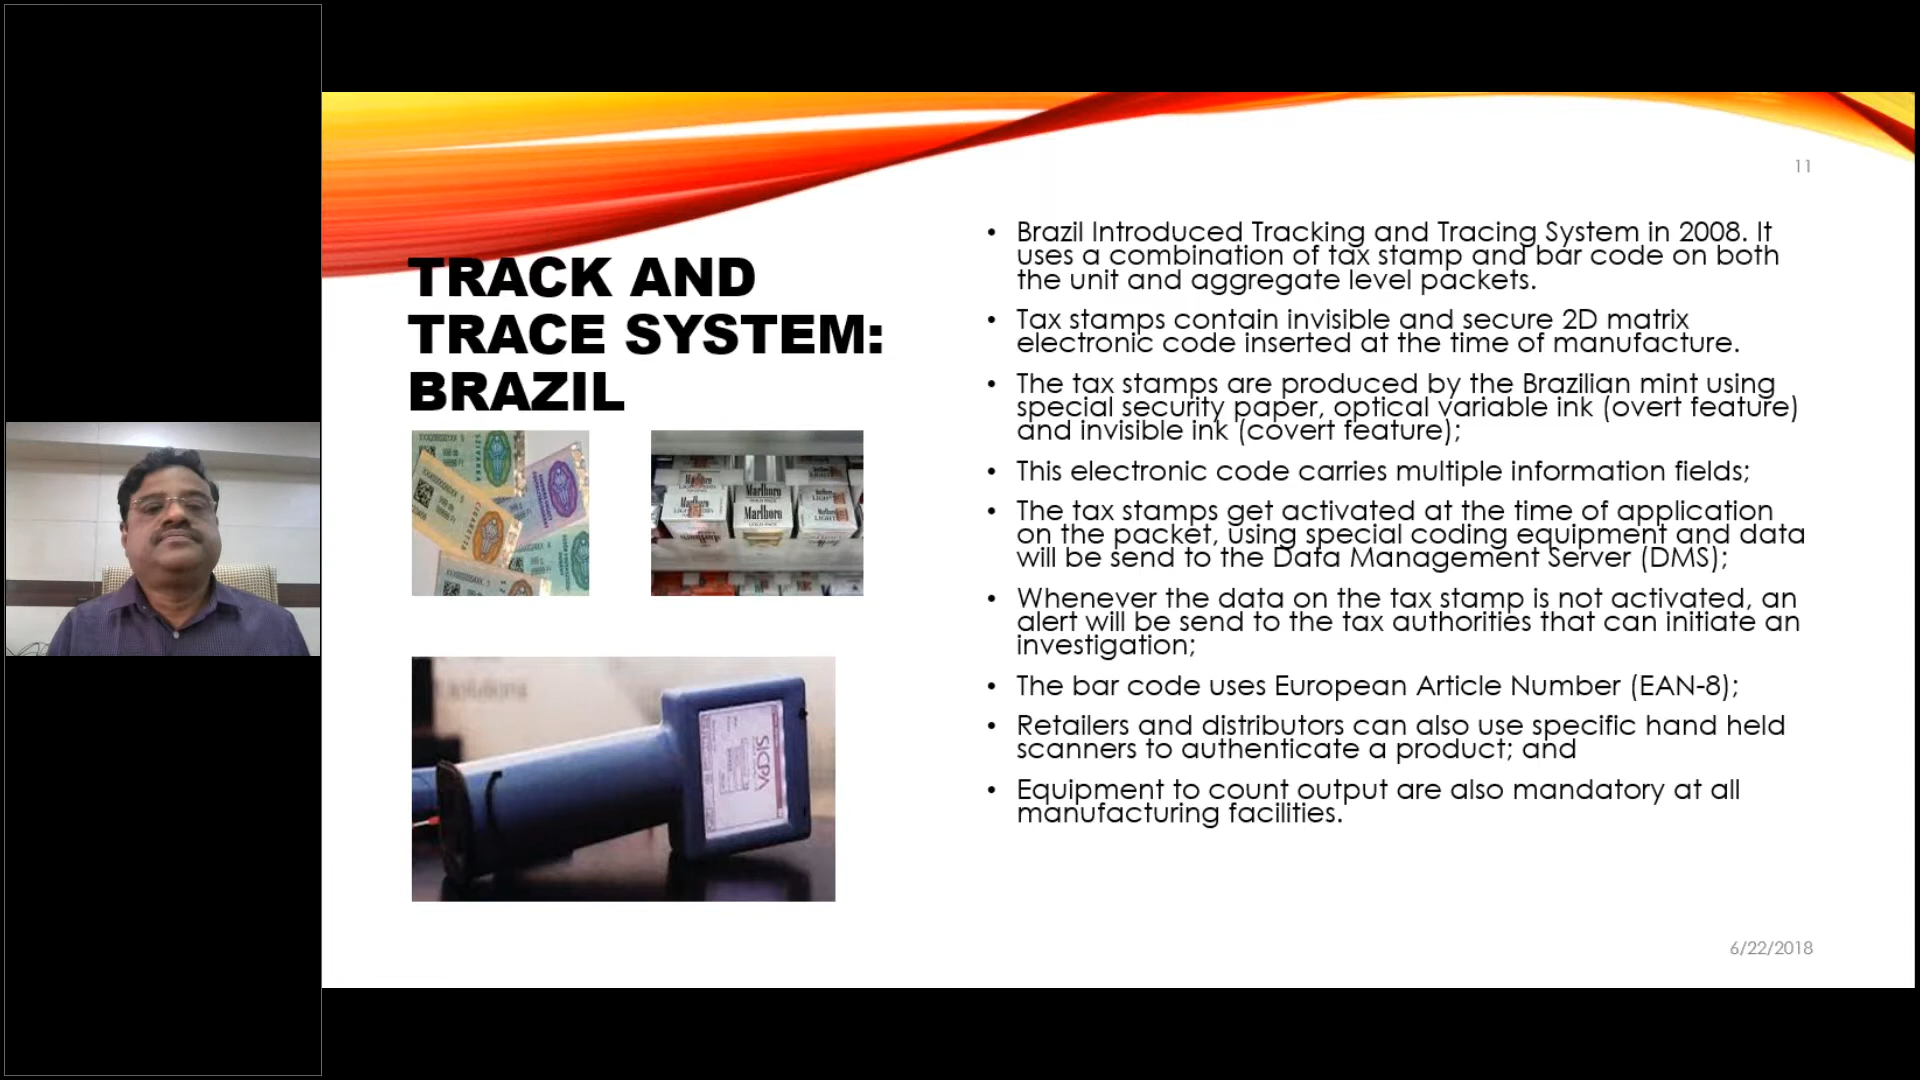 11
TRACK AND
TRACE SYSTEM:
BRAZIL
• Brazil Introduced Tracking and Tracing System in 2008. It
uses a combination of tax stamp and bar code on both
the unit and aggregate level packets.
• Tax stamps contain invisible and secure 2D matrix
electronic code inserted at the time of manufacture.
• The tax stamps are produced by the Brazilian mint using
special security paper, optical variable ink (overt feature)
and invisible ink (covert feature);
• This electronic code carries multiple information fields;
• The tax stamps get activated at the time of application
on the packet, using special coding equipment and data
will be send to the Data Management Server (DMS);
• Whenever the data on the tax stamp is not activated, an
alert will be send to the tax authorities that can initiate an
investigation;
• The bar code uses European Article Number (EAN-8);
• Retailers and distributors can also use specific hand held
scanners to authenticate a product; and
• Equipment to count output are also mandatory at all
manufacturing facilities.
Marlboro
Marlboro
Marlboro
SICPA
6/22/2018